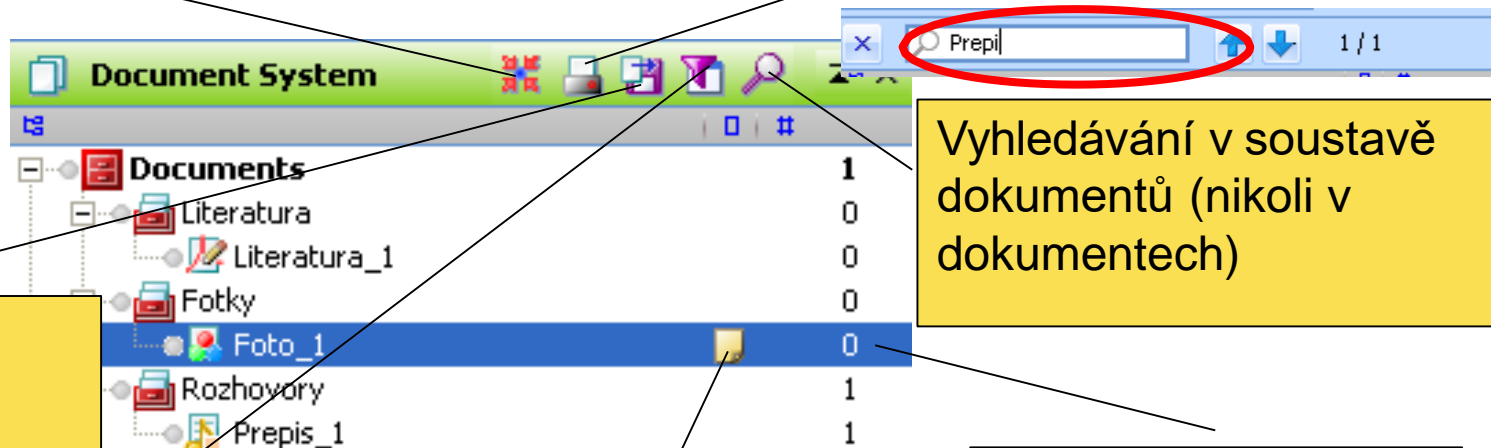 Prepi
1 / 1
Document System
Documents 1
Literatura 0
Literatura_1 0
Fotky 0
Foto_1 0
Rozhovory 1
Prepis_1 1
Vyhledávání v soustavě
dokumentů (nikoli v
dokumentech)